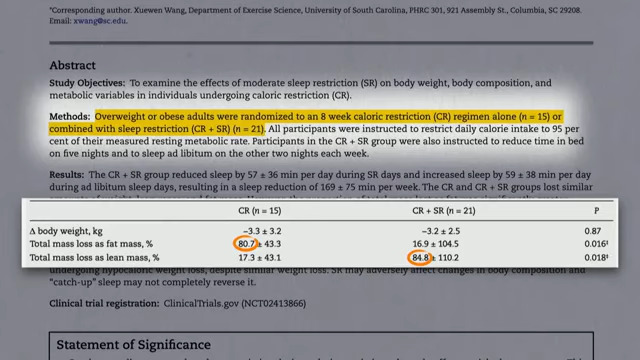 *Corresponding author. Xuewen Wang, Department of Exercise Science, University of South Carolina, PHRC 301, 921 Assembly St., Columbia, SC 29208.
Email: xwang@sc.edu.
Abstract
Study Objectives: To examine the effects of moderate sleep restriction (SR) on body weight, body composition, and
metabolic variables in individuals undergoing caloric restriction (CR).
Methods: Overweight or obese adults were randomized to an 8 week caloric restriction (CR) regimen alone (n = 15) or
combined with sleep restriction (CR + SR) (n = 21). All participants were instructed to restrict daily calorie intake to 95 per
cent of their measured resting metabolic rate. Participants in the CR + SR group were also instructed to reduce time in bed
on five nights and to sleep ad libitum on the other two nights each week.
Results: The CR + SR group reduced sleep by 57 ± 36 min per day during SR days and increased sleep by 59 ± 38 min per day
during ad libitum sleep days, resulting in a sleep reduction of 169 ± 75 min per week. The CR and CR + SR groups lost similar
CR (n = 15) CR + SR (n = 21) P
Δ body weight, kg −3.3 ± 3.2 −3.2 ± 2.5 0.87
Total mass loss as fat mass, % 80.7 ± 43.3 16.9 ± 104.5 0.016‡
Total mass loss as lean mass, % 17.3 ± 43.1 84.8 ± 110.2 0.018‡
undergoing hypocaloric weight loss, despite similar weight loss. SR may adversely affect changes in body composition and
“catch-up” sleep may not completely reverse it.
Clinical trial registration: ClinicalTrials.gov (NCT02413866)
Statement of Significance